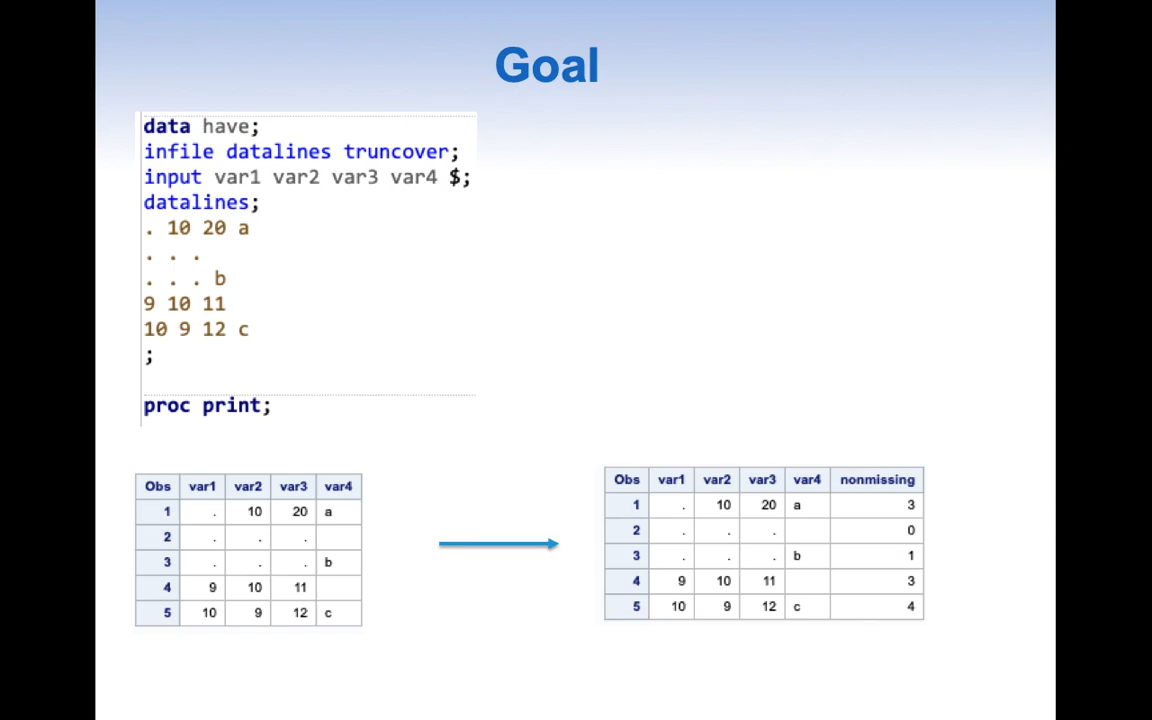 Goal
data have;
infile datalines truncover;
input var1 var2 var3 var4 $;
datalines;
. 10 20 a
. . .
. . . b
9 10 11
10 9 12 c
;
proc print;
Obs var1 var2 var3 var4
1 . 10 20 a
2 . . .
3 . . . b
4 9 10 11
5 10 9 12 c
Obs var1 var2 var3 var4 nonmissing
1 . 10 20 a 3
2 . . . 0
3 . . . b 1
4 9 10 11 3
5 10 9 12 c 4